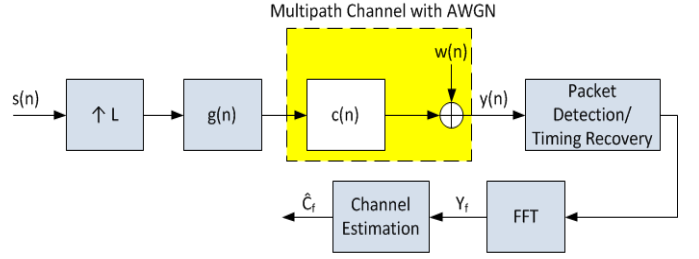 Multipath Channel with AWGN
w(n)
s(n)
↑ L
g(n)
c(n)
y(n)
Packet
Detection/
Timing Recovery
Ĉf
Channel
Estimation
Yf
FFT